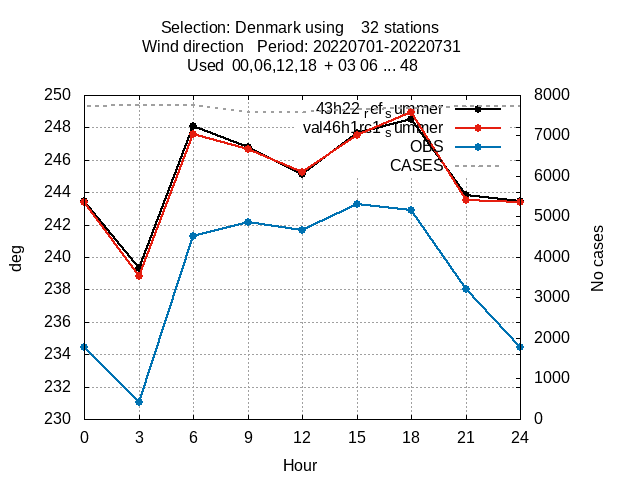 Selection: Denmark using 32 stations
Wind direction Period: 20220701-20220731
Used 00,06,12,18 + 03 06 ... 48
250 8000
43h22_ref_summer
248 val46h1rc1_summer 7000
OBS
246 CASES 6000
244
242 5000
240 4000
238
236 3000
234 2000
232 1000
230 0
deg
No cases
0 3 6 9 12 15 18 21 24
Hour